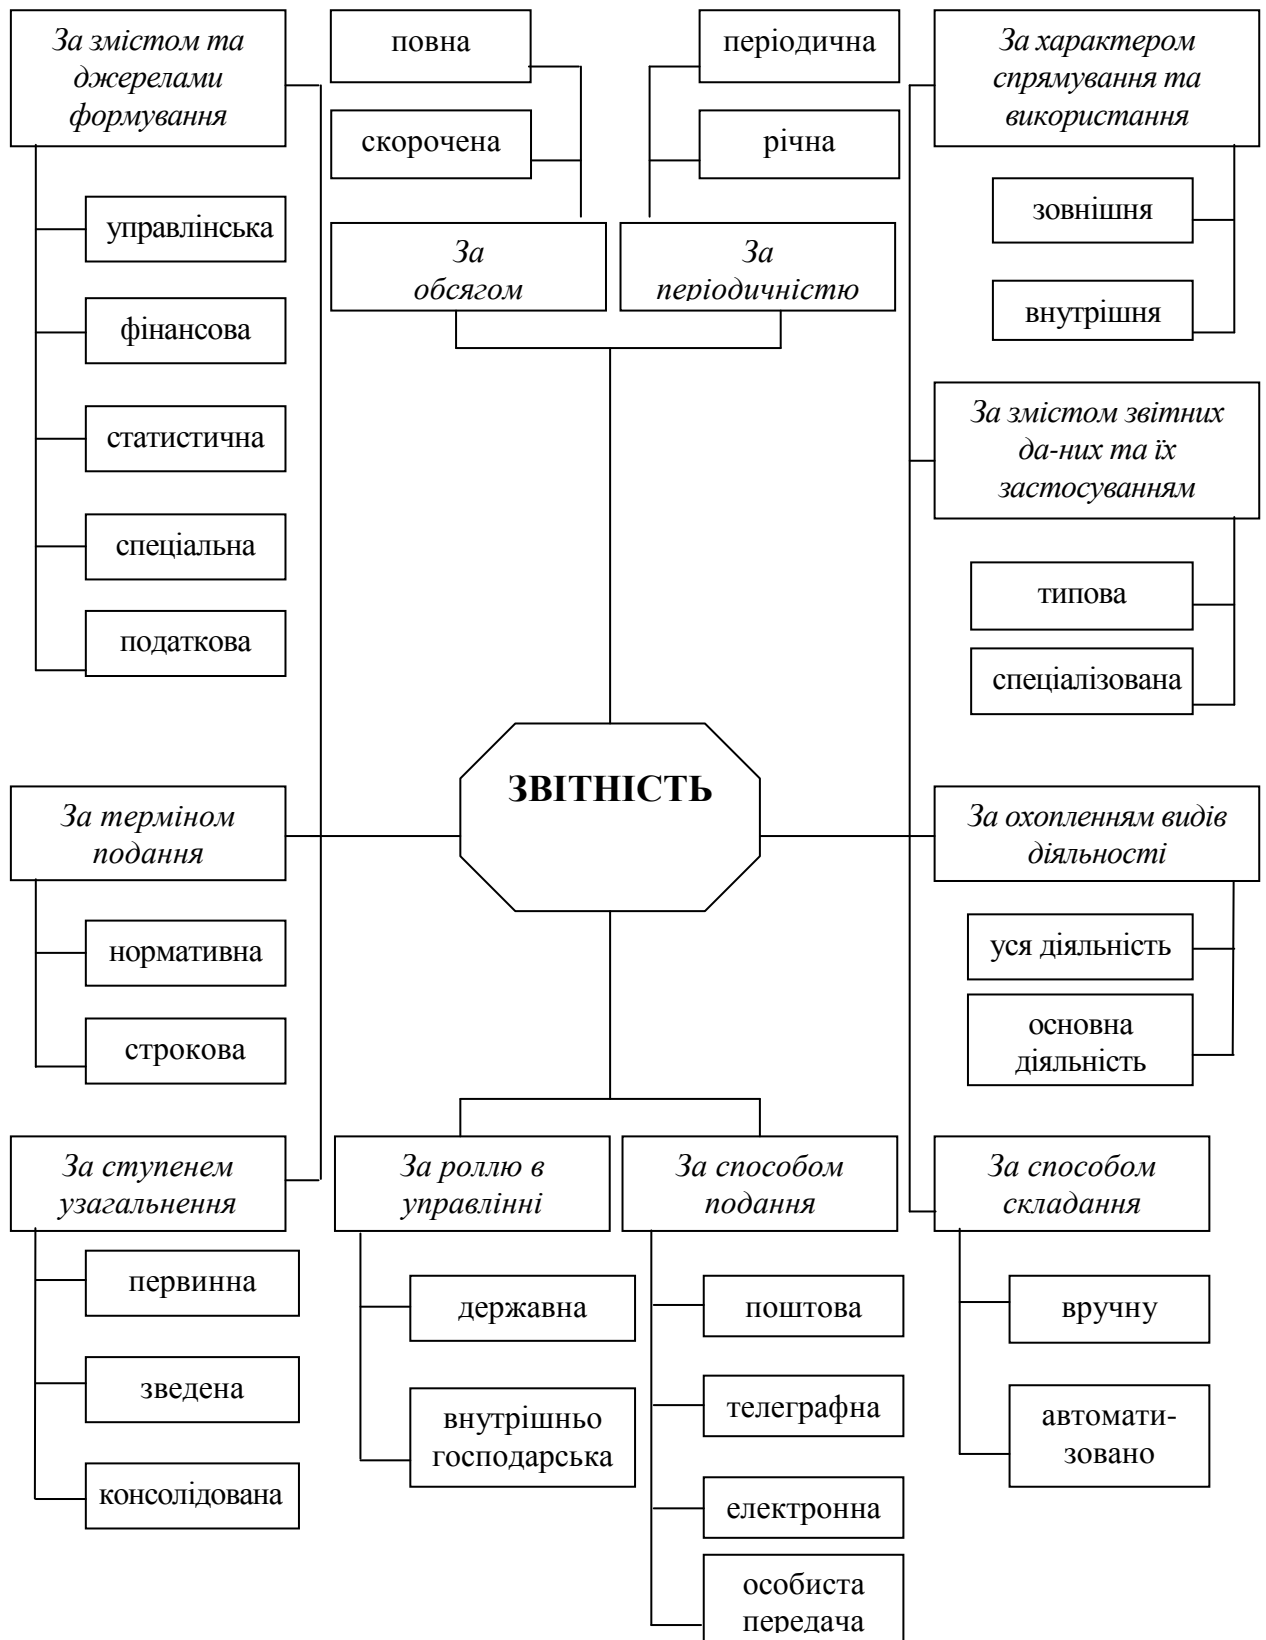 За змістом та
джерелами
формування
управлінська
фінансова
статистична
спеціальна
податкова
повна
скорочена
За
обсягом
періодична
річна
За
періодичністю
За характером
спрямування та
використання
зовнішня
внутрішня
За змістом звітних
да-них та їх
застосуванням
типова
спеціалізована
ЗВІТНІСТЬ
За терміном
подання
нормативна
строкова
За охопленням видів
діяльності
уся діяльність
основна
діяльність
За ступенем
узагальнення
первинна
зведена
консолідована
За роллю в
управлінні
державна
внутрішньо
господарська
За способом
подання
поштова
телеграфна
електронна
особиста
передача
За способом
складання
вручну
автомати-
зовано